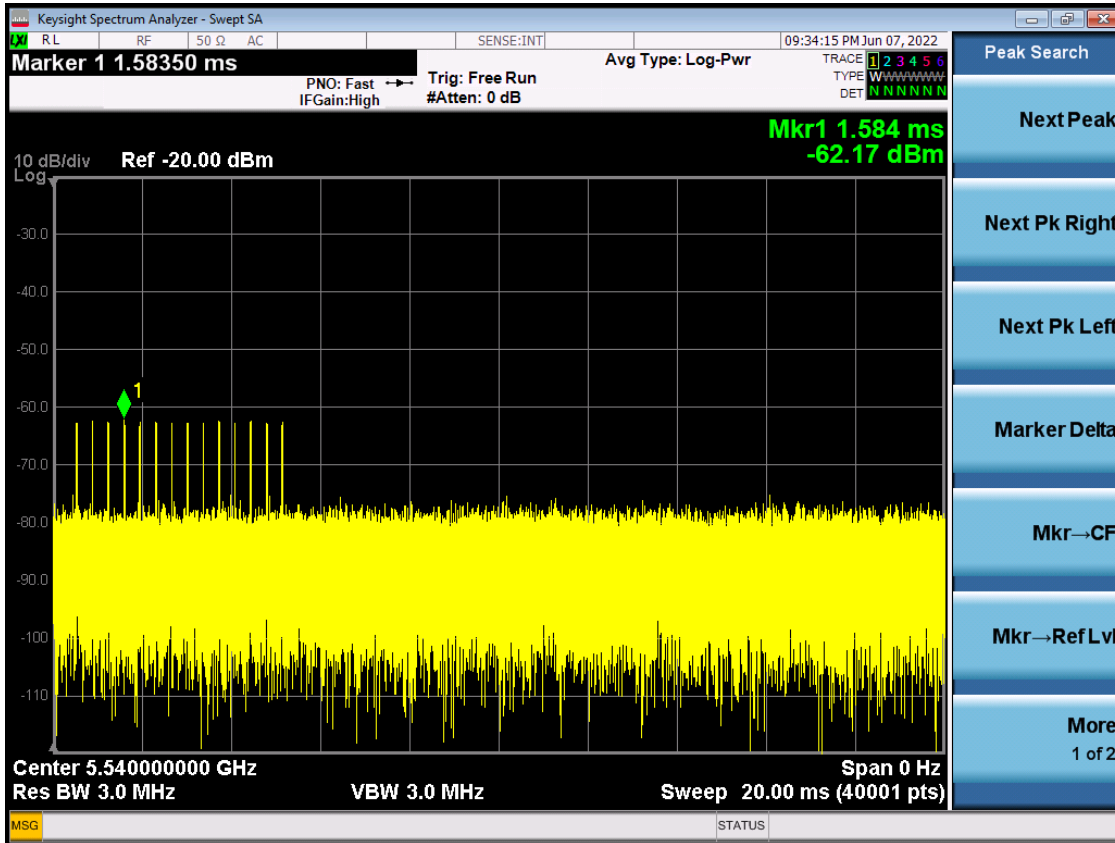 Keysight Spectrum Analyzer - Swept SA
LXI RL RF 50 Ω AC SENSE:INT 09:34:15 PM Jun 07, 2022
Marker 1 1.58350 ms
PNO: Fast
IFGain:High
Trig: Free Run
#Atten: 0 dB
Avg Type: Log-Pwr
TRACE 1 2 3 4 5 6
TYPE WWWWWWW
DET N N N N N N
Mkr1 1.584 ms
-62.17 dBm
10 dB/div Ref -20.00 dBm
Log
-30.0
-40.0
-50.0
1
-60.0
-70.0
-80.0
-90.0
-100
-110
Center 5.540000000 GHz Span 0 Hz
Res BW 3.0 MHz VBW 3.0 MHz Sweep 20.00 ms (40001 pts)
MSG STATUS
Peak Search
Next Peak
Next Pk Right
Next Pk Left
Marker Delta
Mkr→CF
Mkr→Ref Lvl
More
1 of 2